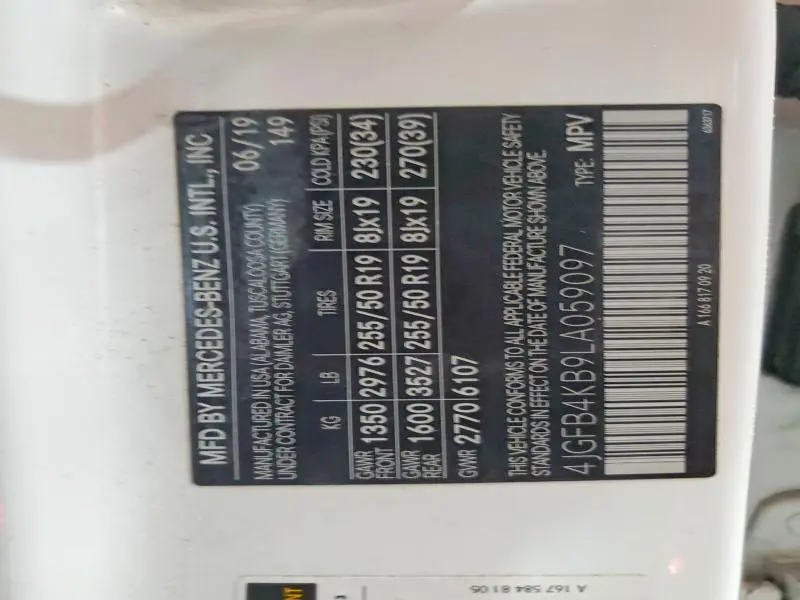 MFD BY MERCEDES-BENZ U.S. INTL., INC
06/19
MANUFACTURED IN USA (ALABAMA, TUSCALOOSA COUNTY)
UNDER CONTRACT FOR DAIMLER AG, STUTTGART (GERMANY)
149
KG LB TIRES RIM SIZE COLD KPA(PSI)
GAWR FRONT 1350 2976 255/50 R19 8Jx19 230(34)
GAWR REAR 1600 3527 255/50 R19 8Jx19 270(39)
GVWR 2770 6107
THIS VEHICLE CONFORMS TO ALL APPLICABLE FEDERAL MOTOR VEHICLE SAFETY
STANDARDS IN EFFECT ON THE DATE OF MANUFACTURE SHOWN ABOVE.
4JGFB4KB9LA059097 TYPE: MPV
A 166 817 09 20
A 167 584 81 05